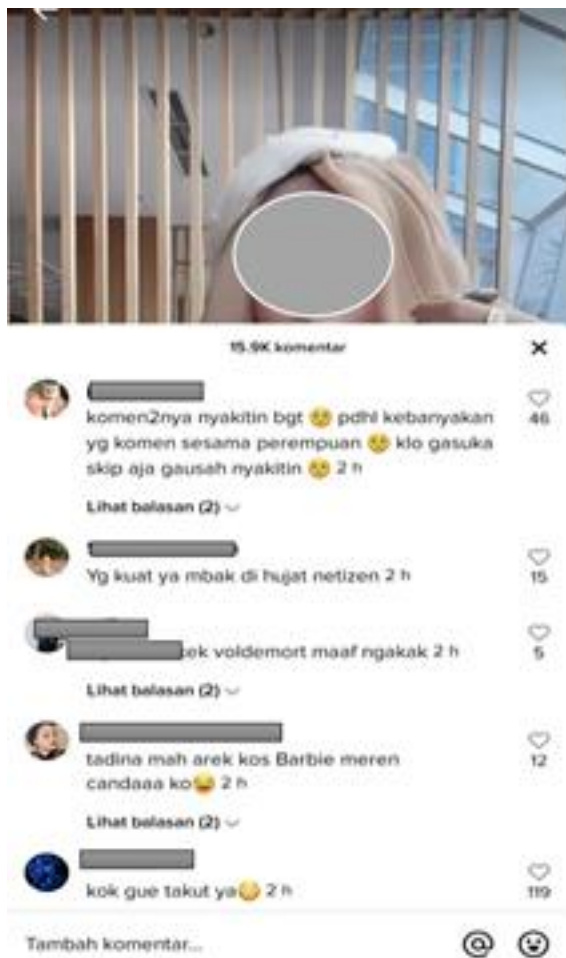 15.9K komentar
komen2nya nyakitin bgt 🥺 pdhl kebanyakan
yg komen sesama perempuan 🥺 klo gasuka
skip aja gausah nyakitin 🥺 2 h
46
Lihat balasan (2)
Yg kuat ya mbak di hujat netizen 2 h
15
voldemort maaf ngakak 2 h
5
Lihat balasan (2)
tadina mah arek kos Barbie meren
candaaa ko😂 2 h
12
Lihat balasan (2)
kok gue takut ya😳 2 h
119
Tambah komentar...